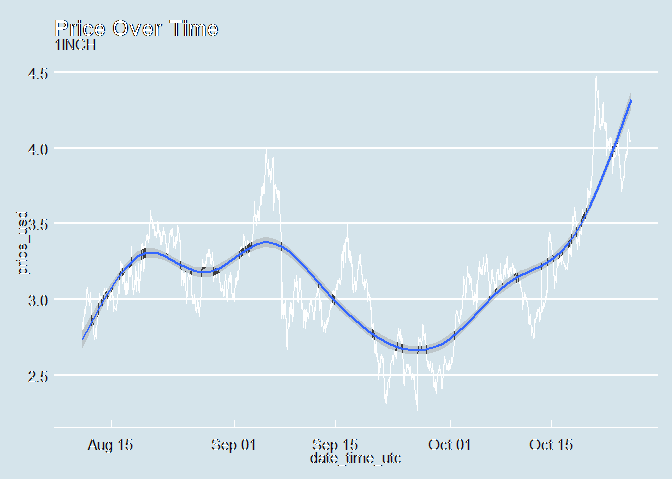 Price Over Time
1INCH
4.5
4.0
3.5
3.0
2.5
price_usd
Aug 15
Sep 01
Sep 15
Oct 01
Oct 15
date_time_utc